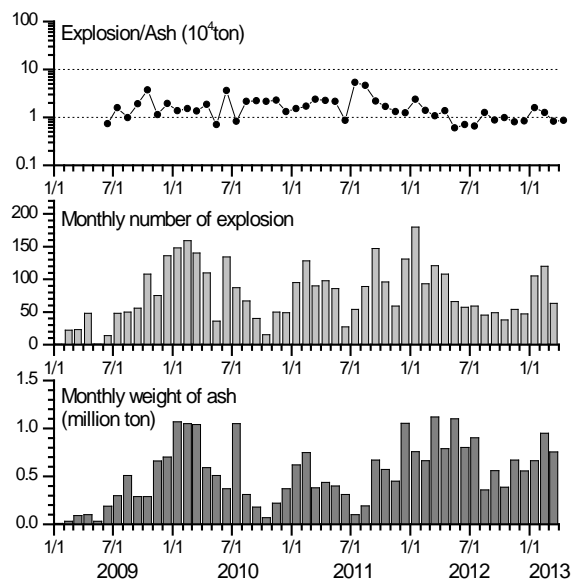 Explosion/Ash (10⁴ton)
100
10
1
0.1
1/1 7/1 1/1 7/1 1/1 7/1 1/1 7/1 1/1
Monthly number of explosion
200
150
100
50
0
1/1 7/1 1/1 7/1 1/1 7/1 1/1 7/1 1/1
Monthly weight of ash
(million ton)
1.5
1.0
0.5
0.0
1/1 7/1 1/1 7/1 1/1 7/1 1/1 7/1 1/1
2009 2010 2011 2012 2013